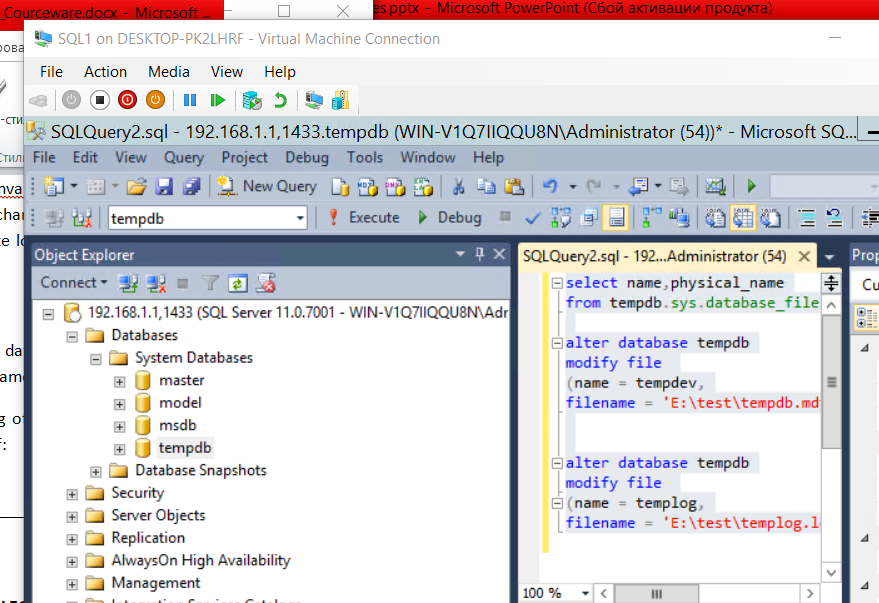 Courceware.docx - Microsoft ...
es.pptx - Microsoft PowerPoint (Сбой активации продукта)
SQL1 on DESKTOP-PK2LHRF - Virtual Machine Connection
File Action Media View Help
SQLQuery2.sql - 192.168.1.1,1433.tempdb (WIN-V1Q7IIQQU8N\Administrator (54))* - Microsoft SQ...
File Edit View Query Project Debug Tools Window Help
New Query
tempdb Execute Debug
Object Explorer
Connect
192.168.1.1,1433 (SQL Server 11.0.7001 - WIN-V1Q7IIQQU8N\Adr
Databases
System Databases
master
model
msdb
tempdb
Database Snapshots
Security
Server Objects
Replication
AlwaysOn High Availability
Management
Integration Services Catalogs
SQLQuery2.sql - 192...Administrator (54)
select name,physical_name
from tempdb.sys.database_file
alter database tempdb
modify file
(name = tempdev,
filename = 'E:\test\tempdb.md
alter database tempdb
modify file
(name = templog,
filename = 'E:\test\templog.l
100 %
Prop
Cu